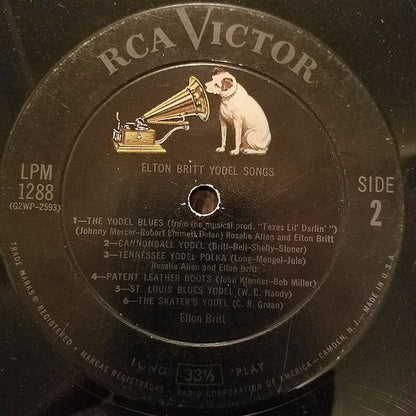 RCA VICTOR
ELTON BRITT YODEL SONGS
LPM
1288
(G2WP-2593)
SIDE
2
1—THE YODEL BLUES (from the musical prod. "Texas Lil' Darlin' ")
(Johnny Mercer-Robert Emmett Dolan) Rosalie Allen and Elton Britt
2—CANNONBALL YODEL (Britt-Bell-Shelly-Stoner)
3—TENNESSEE YODEL POLKA (Long-Mengel-Jule)
Rosalie Allen and Elton Britt
4—PATENT LEATHER BOOTS (John Klenner-Bob Miller)
5—ST. LOUIS BLUES YODEL (W. C. Handy)
6—THE SKATER'S YODEL (C. R. Grean)
Elton Britt
LONG 33⅓ PLAY
TRADE MARKS ® REGISTERED • MARCAS REGISTRADAS • RADIO CORPORATION OF AMERICA—CAMDEN, N. J.—MADE IN U.S.A.